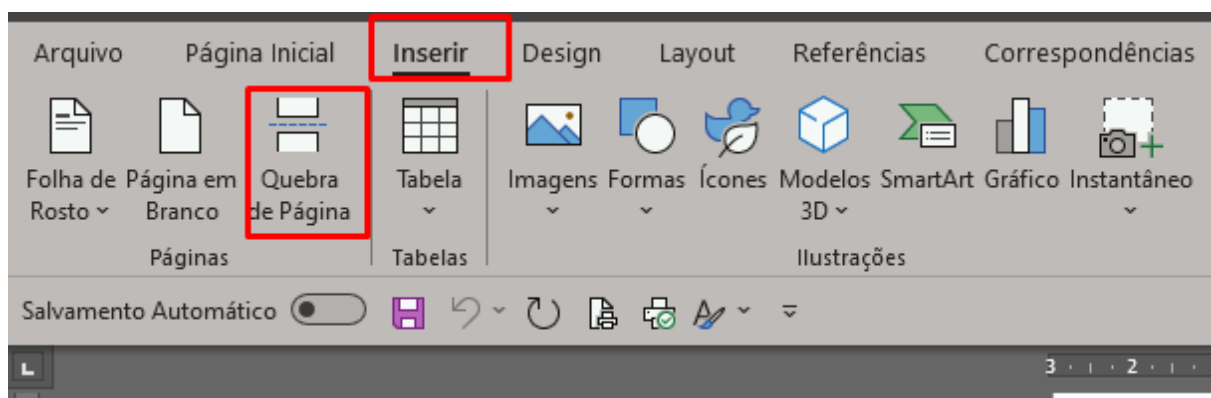 Arquivo Página Inicial Inserir Design Layout Referências Correspondências
Folha de Página em Quebra Tabela Imagens Formas Ícones Modelos SmartArt Gráfico Instantâneo
Rosto Branco de Página 3D
Páginas Tabelas Ilustrações
Salvamento Automático
L
3 2